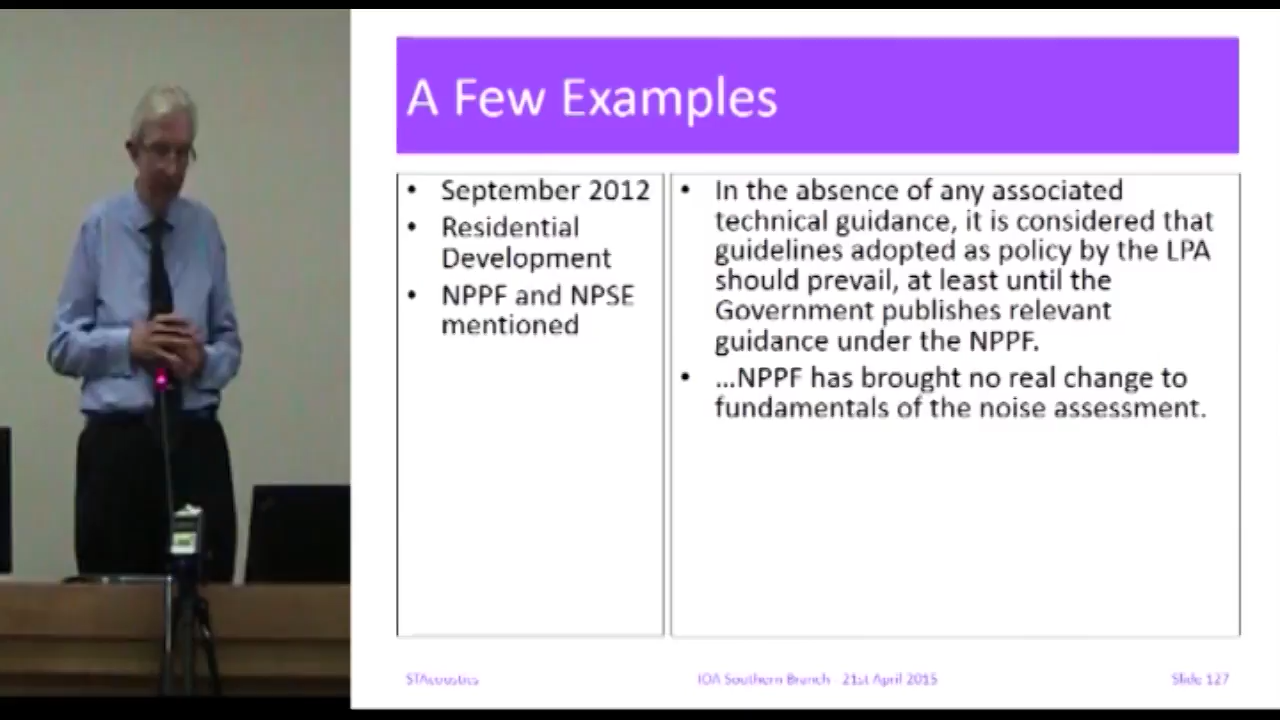 A Few Examples
• September 2012
• Residential
Development
• NPPF and NPSE
mentioned
• In the absence of any associated
technical guidance, it is considered that
guidelines adopted as policy by the LPA
should prevail, at least until the
Government publishes relevant
guidance under the NPPF.
• …NPPF has brought no real change to
fundamentals of the noise assessment.
STAcoustics
IOA Southern Branch - 21st April 2015
Slide 127